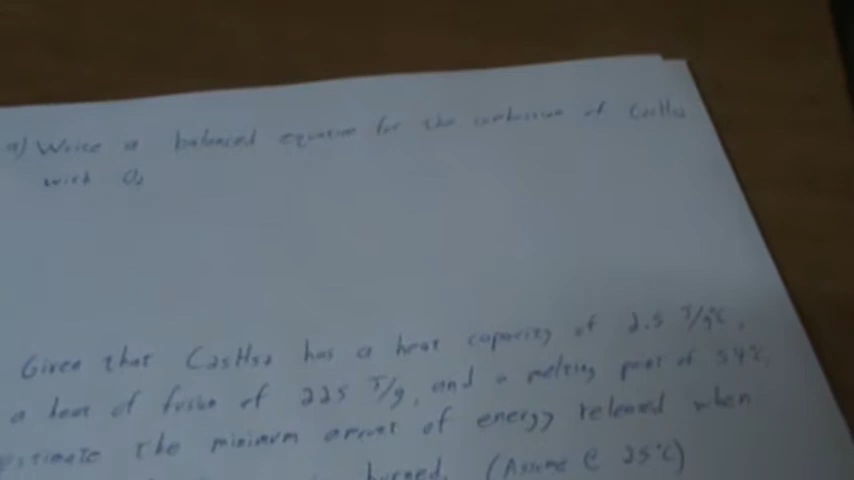 a) Write a balanced equation for the combustion of C25H52
with O2
Given that C25H52 has a heat capacity of 2.5 J/g°C,
a heat of fusion of 225 J/g, and a melting point of 54°C,
estimate the minimum amount of energy released when
burned. (Assume @ 25°C)